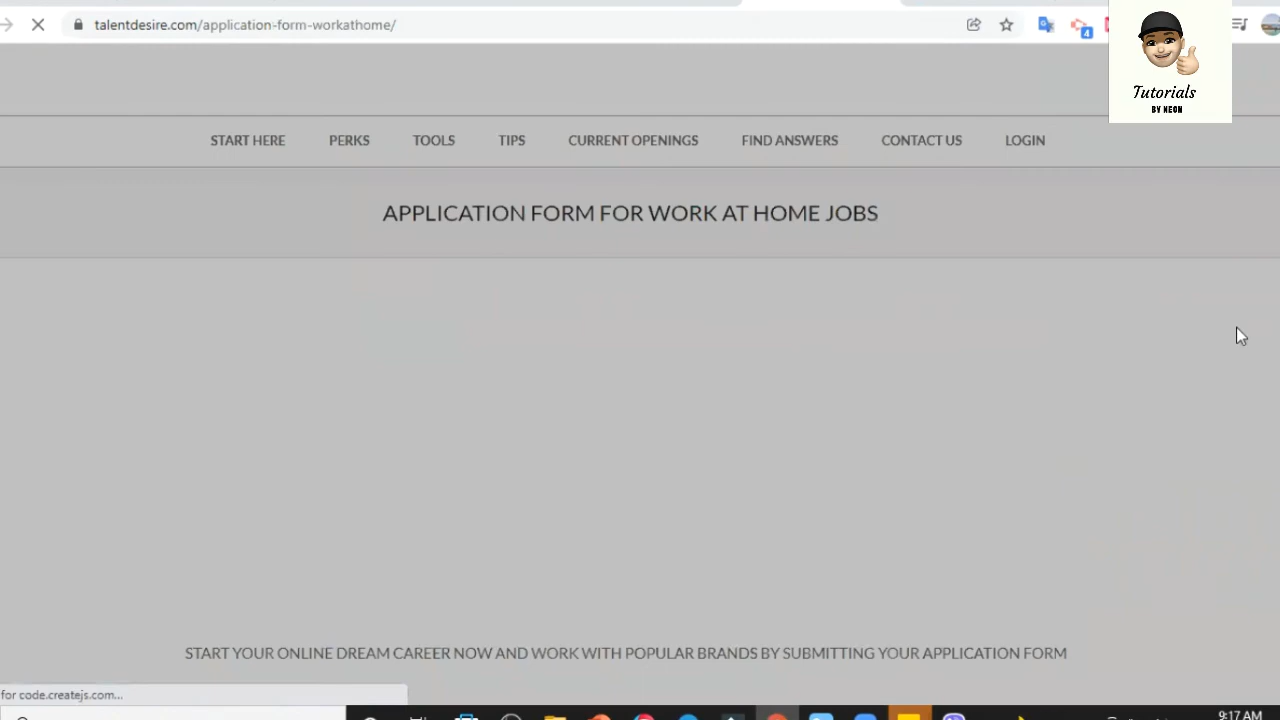 talentdesire.com/application-form-workathome/
4
Tutorials
BY NEON
START HERE PERKS TOOLS TIPS CURRENT OPENINGS FIND ANSWERS CONTACT US LOGIN
APPLICATION FORM FOR WORK AT HOME JOBS
START YOUR ONLINE DREAM CAREER NOW AND WORK WITH POPULAR BRANDS BY SUBMITTING YOUR APPLICATION FORM
for code.createjs.com...
9:17 AM